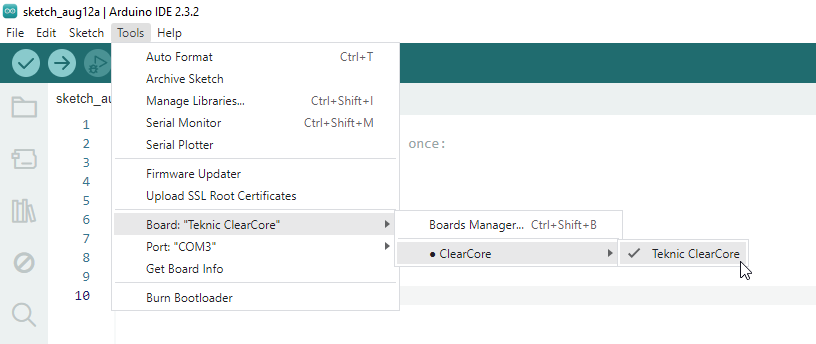 sketch_aug12a | Arduino IDE 2.3.2
File Edit Sketch Tools Help
Auto Format Ctrl+T
Archive Sketch
Manage Libraries... Ctrl+Shift+I
Serial Monitor Ctrl+Shift+M
Serial Plotter
Firmware Updater
Upload SSL Root Certificates
Board: "Teknic ClearCore"
Port: "COM3"
Get Board Info
Burn Bootloader
Boards Manager... Ctrl+Shift+B
● ClearCore
✓ Teknic ClearCore
sketch_au
1
2 once:
3
4
5
6
7
8
9
10